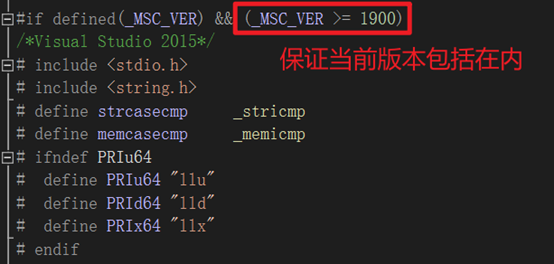 #if defined(_MSC_VER) && (_MSC_VER >= 1900)
/*Visual Studio 2015*/
# include <stdio.h>
保证当前版本包括在内
# include <string.h>
# define strcasecmp _stricmp
# define memcasecmp _memicmp
# ifndef PRIu64
# define PRIu64 "llu"
# define PRId64 "lld"
# define PRIx64 "llx"
# endif